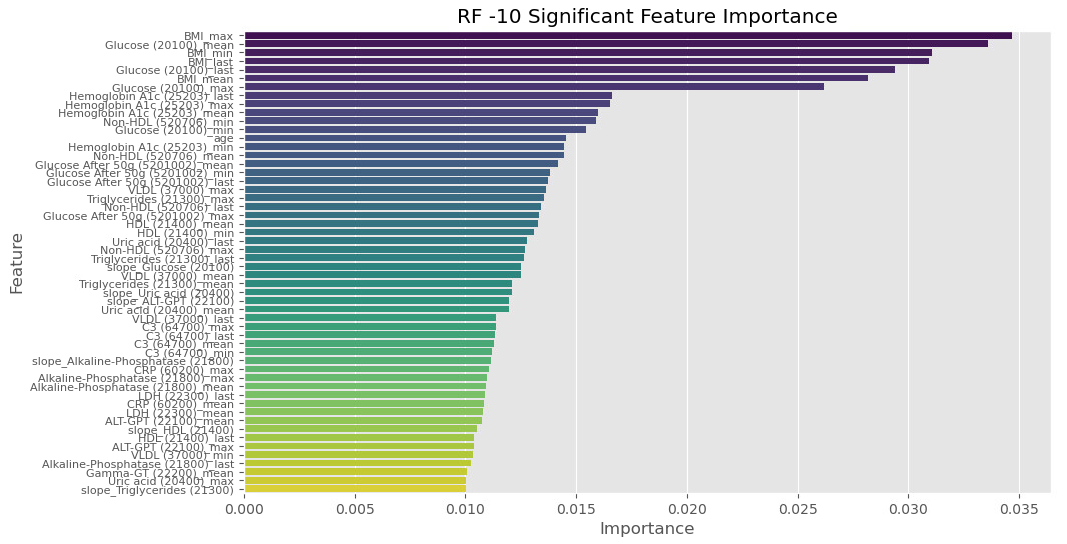 RF -10 Significant Feature Importance
BMI_max
Glucose (20100)_mean
BMI_min
BMI_last
Glucose (20100)_last
BMI_mean
Glucose (20100)_max
Hemoglobin A1c (25203)_last
Hemoglobin A1c (25203)_max
Hemoglobin A1c (25203)_mean
Non-HDL (520706)_min
Glucose (20100)_min
age
Hemoglobin A1c (25203)_min
Non-HDL (520706)_mean
Glucose After 50g (5201002)_mean
Glucose After 50g (5201002)_min
Glucose After 50g (5201002)_last
VLDL (37000)_max
Triglycerides (21300)_max
Non-HDL (520706)_last
Glucose After 50g (5201002)_max
HDL (21400)_mean
HDL (21400)_min
Uric acid (20400)_last
Non-HDL (520706)_max
Triglycerides (21300)_last
slope_Glucose (20100)
VLDL (37000)_mean
Triglycerides (21300)_mean
slope_Uric acid (20400)
slope_ALT-GPT (22100)
Uric acid (20400)_mean
VLDL (37000)_last
C3 (64700)_max
C3 (64700)_last
C3 (64700)_mean
C3 (64700)_min
slope_Alkaline-Phosphatase (21800)
CRP (60200)_max
Alkaline-Phosphatase (21800)_max
Alkaline-Phosphatase (21800)_mean
LDH (22300)_last
CRP (60200)_mean
LDH (22300)_mean
ALT-GPT (22100)_mean
slope_HDL (21400)
HDL (21400)_last
ALT-GPT (22100)_max
VLDL (37000)_min
Alkaline-Phosphatase (21800)_last
Gamma-GT (22200)_mean
Uric acid (20400)_max
slope_Triglycerides (21300)
Feature
0.000 0.005 0.010 0.015 0.020 0.025 0.030 0.035
Importance